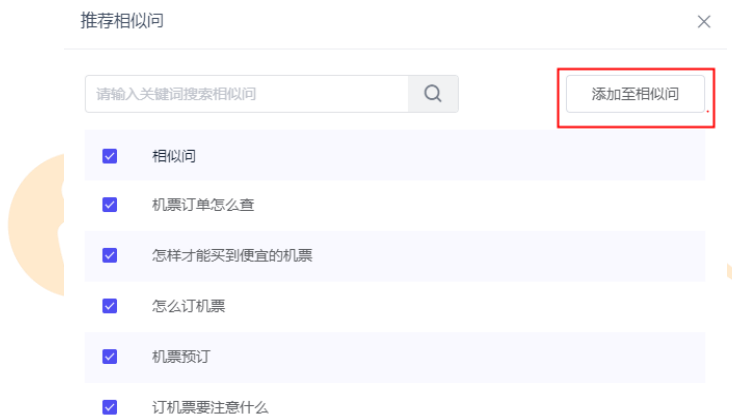 推荐相似问
请输入关键词搜索相似问
添加至相似问
相似问
机票订单怎么查
怎样才能买到便宜的机票
怎么订机票
机票预订
订机票要注意什么